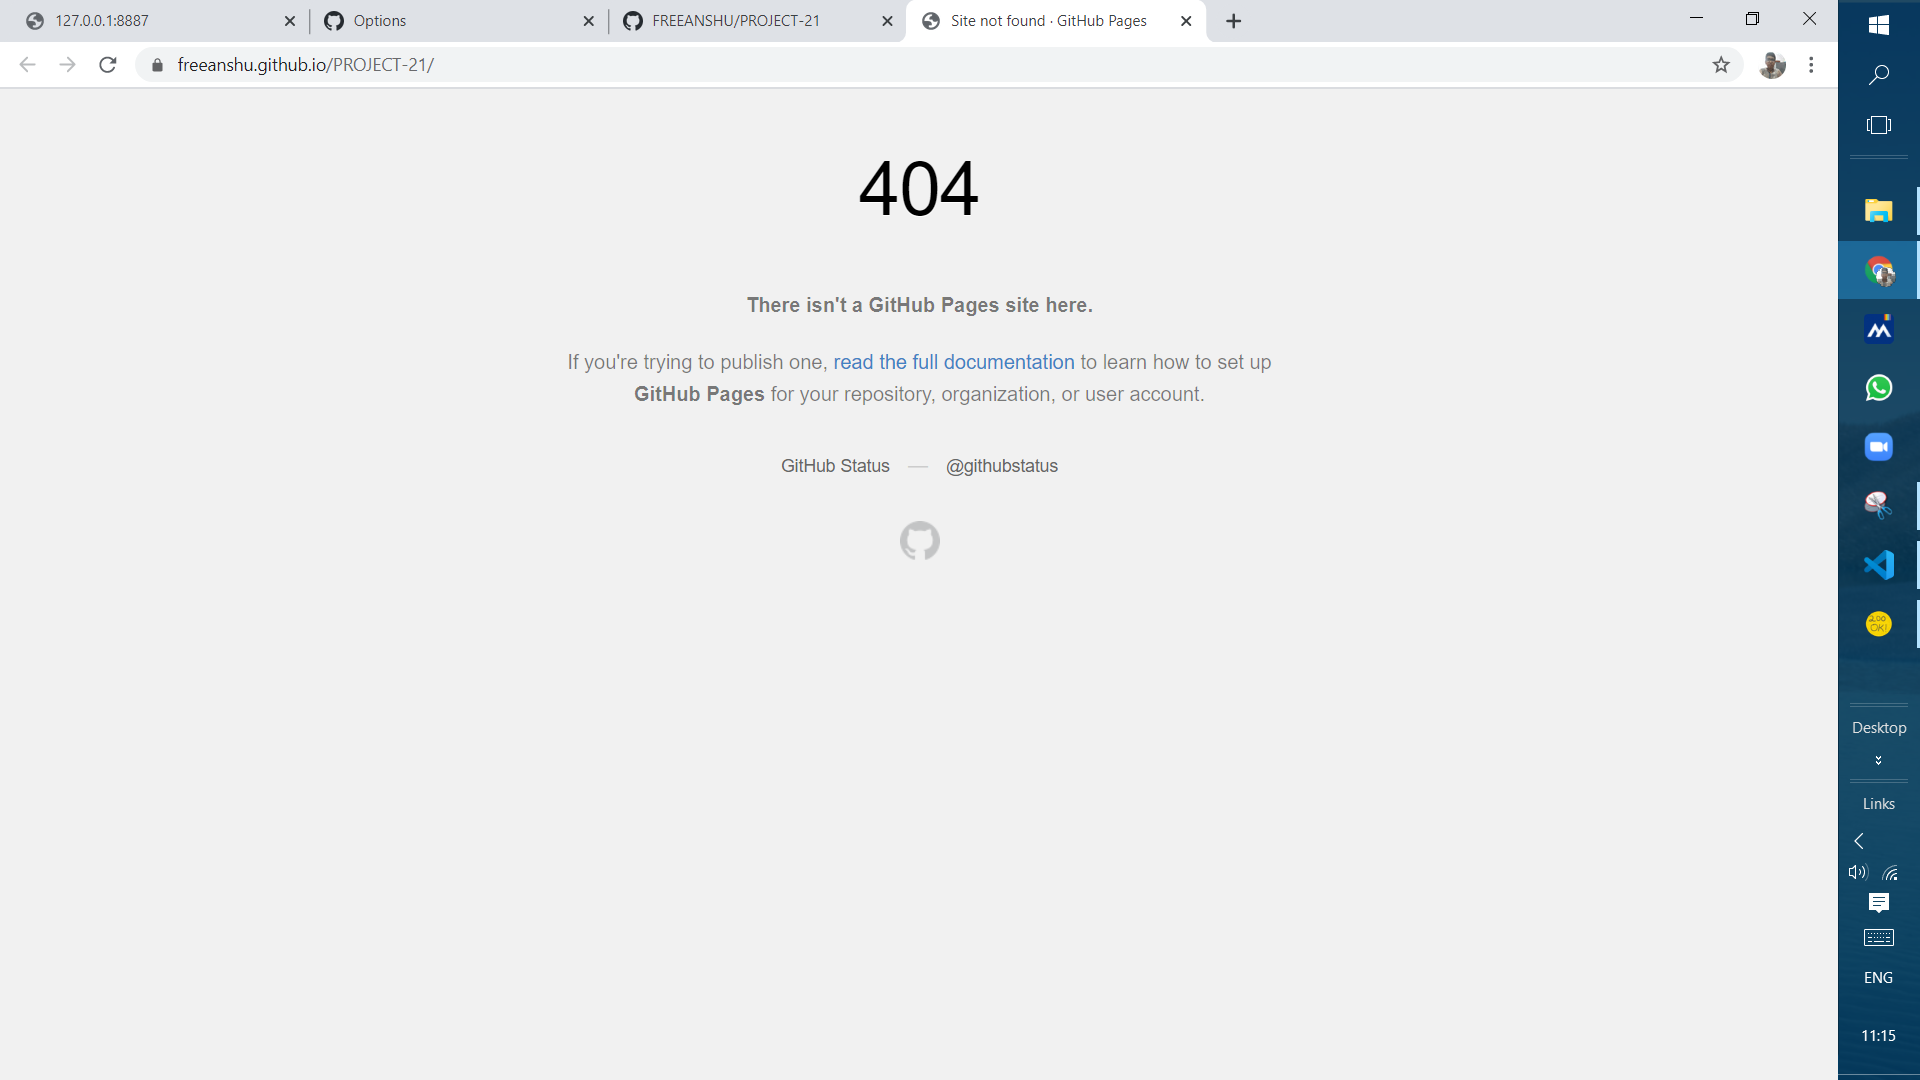 127.0.0.1:8887
Options
FREEANSHU/PROJECT-21
Site not found · GitHub Pages
freeanshu.github.io/PROJECT-21/
404
There isn't a GitHub Pages site here.
If you're trying to publish one, read the full documentation to learn how to set up
GitHub Pages for your repository, organization, or user account.
GitHub Status — @githubstatus
200
OK!
Desktop
Links
ENG
11:15